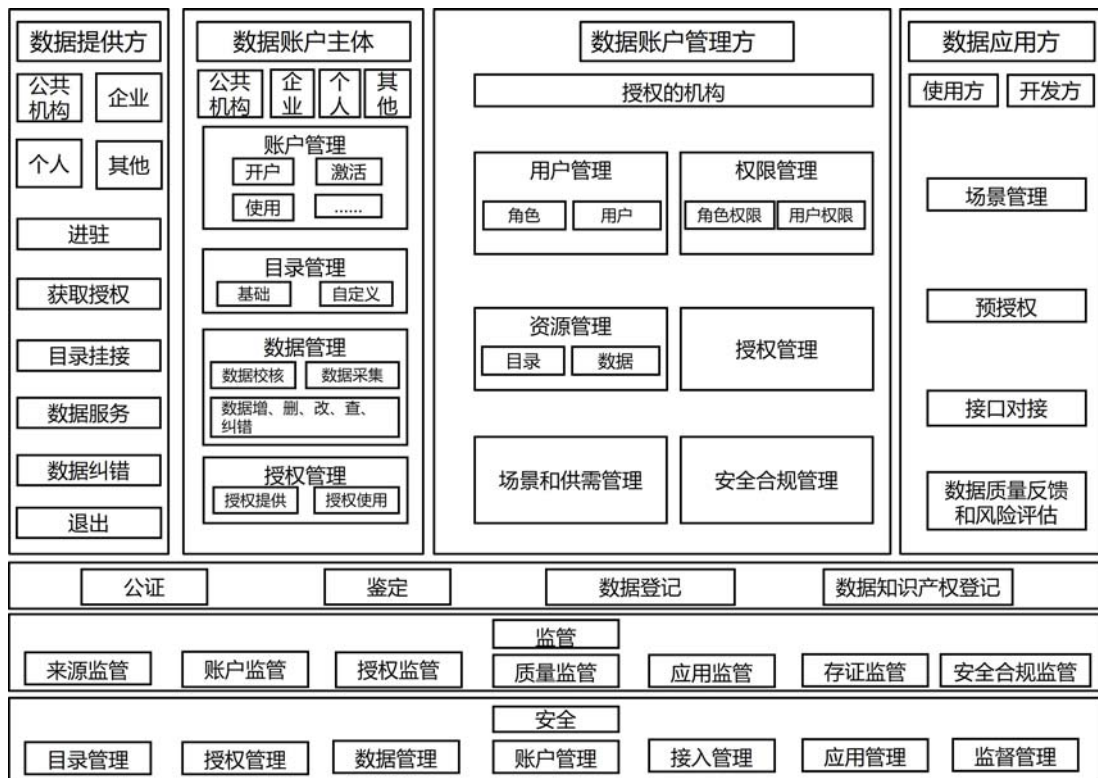 数据提供方
公共
机构
企业
个人
其他
进驻
获取授权
目录挂接
数据服务
数据纠错
退出
数据账户主体
公共
机构
企
业
个
人
其
他
账户管理
开户
激活
使用
......
目录管理
基础
自定义
数据管理
数据校核
数据采集
数据增、删、改、查、
纠错
授权管理
授权提供
授权使用
数据账户管理方
授权的机构
用户管理
角色
用户
权限管理
角色权限
用户权限
资源管理
目录
数据
授权管理
场景和供需管理
安全合规管理
数据应用方
使用方
开发方
场景管理
预授权
接口对接
数据质量反馈
和风险评估
公证
鉴定
数据登记
数据知识产权登记
监管
来源监管
账户监管
授权监管
质量监管
应用监管
存证监管
安全合规监管
安全
目录管理
授权管理
数据管理
账户管理
接入管理
应用管理
监督管理